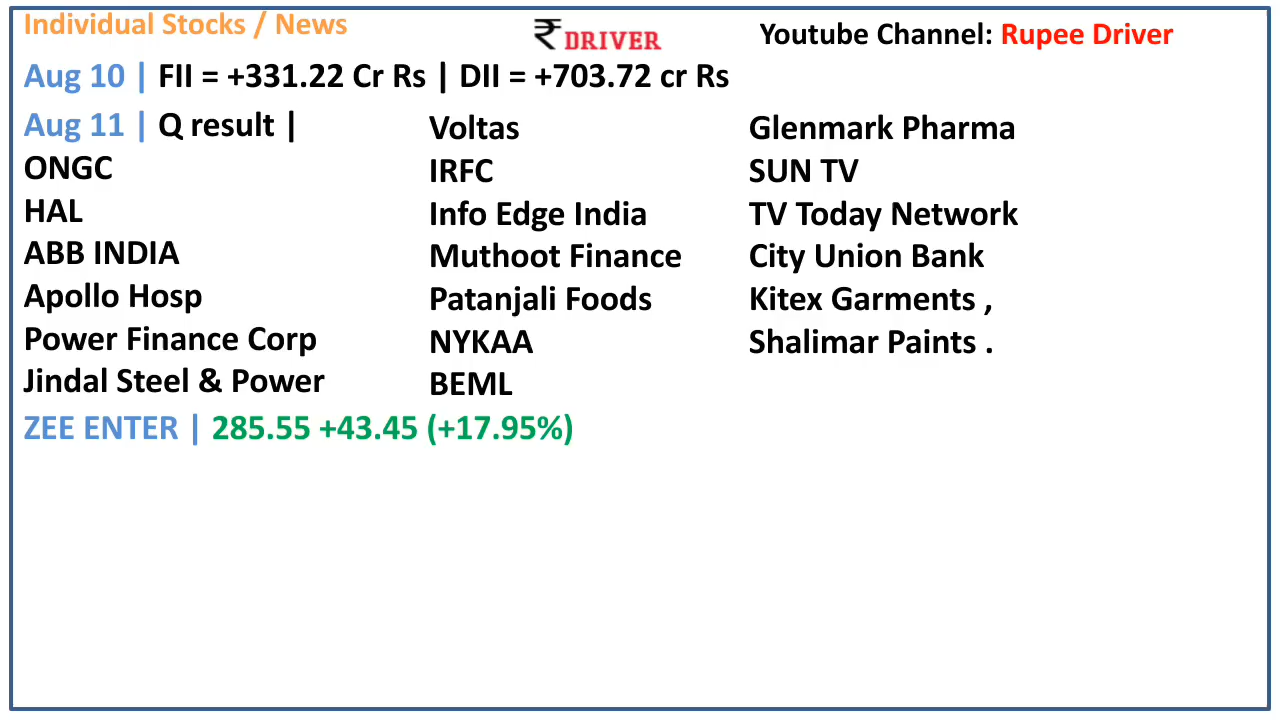 Individual Stocks / News
₹ DRIVER
Youtube Channel: Rupee Driver
Aug 10 | FII = +331.22 Cr Rs | DII = +703.72 cr Rs
Aug 11 | Q result |
ONGC
HAL
ABB INDIA
Apollo Hosp
Power Finance Corp
Jindal Steel & Power
Voltas
IRFC
Info Edge India
Muthoot Finance
Patanjali Foods
NYKAA
BEML
Glenmark Pharma
SUN TV
TV Today Network
City Union Bank
Kitex Garments ,
Shalimar Paints .
ZEE ENTER | 285.55 +43.45 (+17.95%)